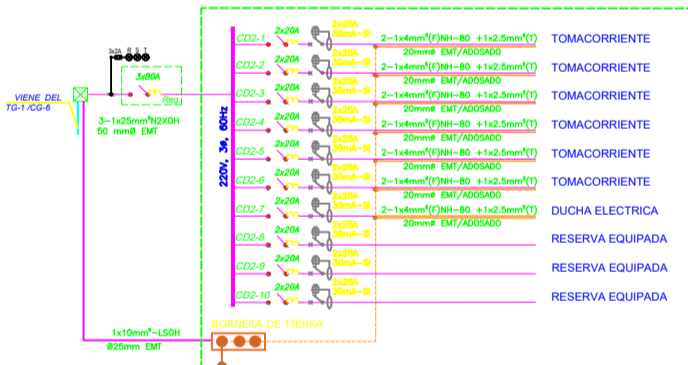 3x2A R S T
VIENE DEL
TG-1 /CG-6
3x80A
Reg.
3-1x25mm²N2XOH
50 mmØ EMT
220V, 3ø, 60Hz
CD2-1 2x20A 2x25A 30mA-SI 2-1x4mm²(F)NH-80 +1x2.5mm²(T) TOMACORRIENTE
20mmø EMT/ADOSADO
CD2-2 2x20A 2x25A 30mA-SI 2-1x4mm²(F)NH-80 +1x2.5mm²(T) TOMACORRIENTE
20mmø EMT/ADOSADO
CD2-3 2x20A 2x25A 30mA-SI 2-1x4mm²(F)NH-80 +1x2.5mm²(T) TOMACORRIENTE
20mmø EMT/ADOSADO
CD2-4 2x20A 2x25A 30mA-SI 2-1x4mm²(F)NH-80 +1x2.5mm²(T) TOMACORRIENTE
20mmø EMT/ADOSADO
CD2-5 2x20A 2x25A 30mA-SI 2-1x4mm²(F)NH-80 +1x2.5mm²(T) TOMACORRIENTE
20mmø EMT/ADOSADO
CD2-6 2x20A 2x25A 30mA-SI 2-1x4mm²(F)NH-80 +1x2.5mm²(T) TOMACORRIENTE
20mmø EMT/ADOSADO
CD2-7 2x20A 2x25A 30mA-SI 2-1x4mm²(F)NH-80 +1x2.5mm²(T) DUCHA ELECTRICA
20mmø EMT/ADOSADO
CD2-8 2x20A 2x25A 30mA-SI RESERVA EQUIPADA
CD2-9 2x20A 2x25A 30mA-SI RESERVA EQUIPADA
CD2-10 2x20A 2x25A 30mA-SI RESERVA EQUIPADA
BORNERA DE TIERRA
1x10mm²-LSOH
Ø25mm EMT